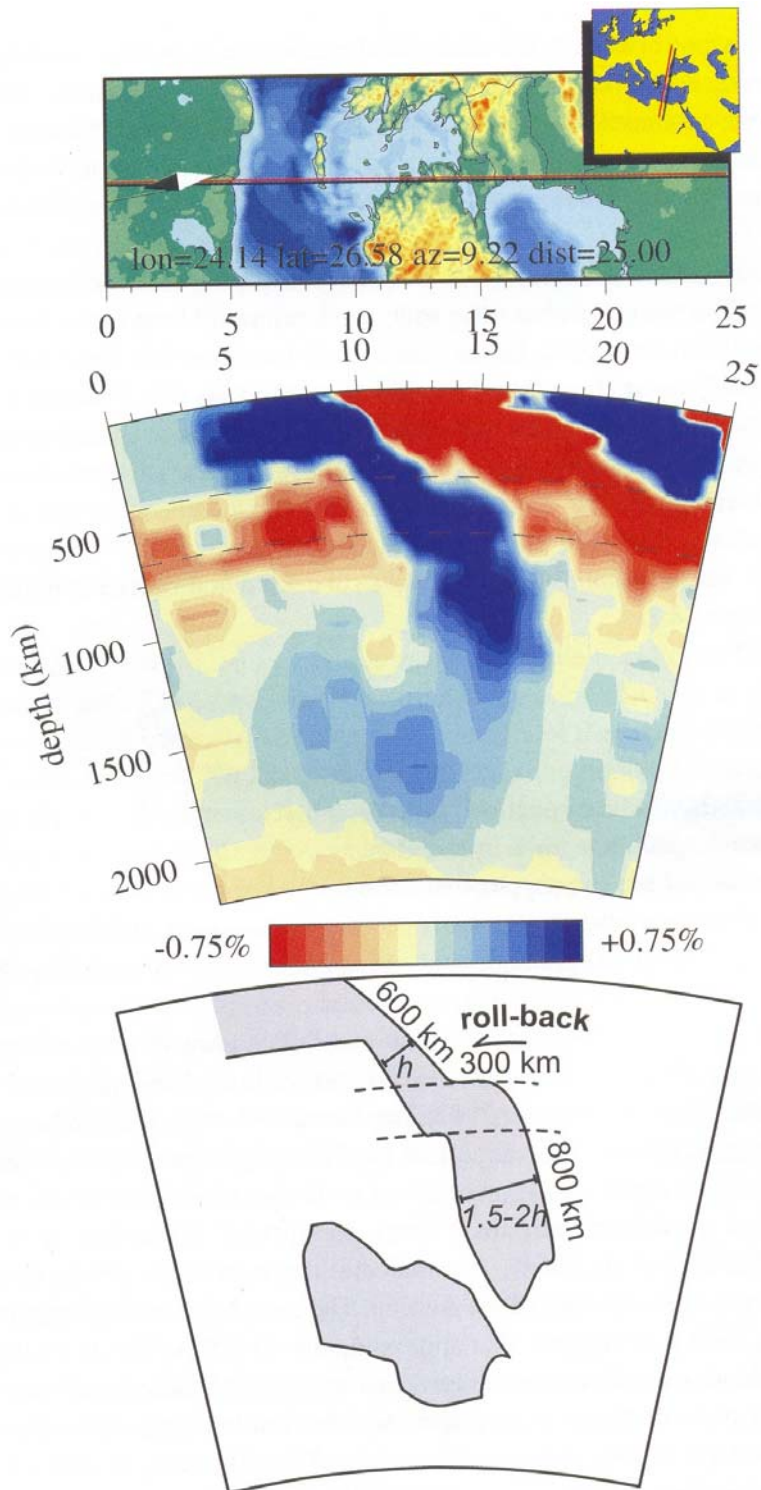 lon=24.14 lat=26.58 az=9.22 dist=25.00
0 5 10 15 20 25
0 5 10 15 20 25
500
1000
1500
2000
depth (km)
-0.75% +0.75%
600 km
roll-back
300 km
h
800 km
1.5-2h